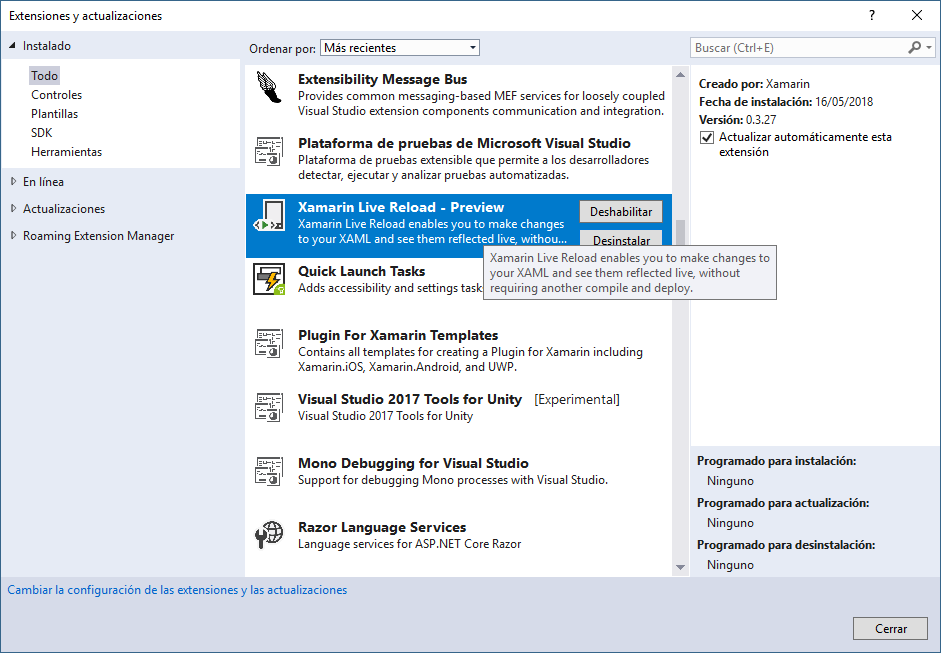 Extensiones y actualizaciones
?
Instalado
Todo
Controles
Plantillas
SDK
Herramientas
En línea
Actualizaciones
Roaming Extension Manager
Ordenar por: Más recientes
Extensibility Message Bus
Provides common messaging-based MEF services for loosely coupled
Visual Studio extension components communication and integration.
Plataforma de pruebas de Microsoft Visual Studio
Plataforma de pruebas extensible que permite a los desarrolladores
detectar, ejecutar y analizar pruebas automatizadas.
Xamarin Live Reload - Preview
Xamarin Live Reload enables you to make changes
to your XAML and see them reflected live, withou...
Deshabilitar
Desinstalar
Xamarin Live Reload enables you to make changes to
your XAML and see them reflected live, without
requiring another compile and deploy.
Quick Launch Tasks
Adds accessibility and settings task
Plugin For Xamarin Templates
Contains all templates for creating a Plugin for Xamarin including
Xamarin.iOS, Xamarin.Android, and UWP.
Visual Studio 2017 Tools for Unity [Experimental]
Visual Studio 2017 Tools for Unity
Mono Debugging for Visual Studio
Support for debugging Mono processes with Visual Studio.
Razor Language Services
Language services for ASP.NET Core Razor
Buscar (Ctrl+E)
Creado por: Xamarin
Fecha de instalación: 16/05/2018
Versión: 0.3.27
Actualizar automáticamente esta
extensión
Programado para instalación:
Ninguno
Programado para actualización:
Ninguno
Programado para desinstalación:
Ninguno
Cambiar la configuración de las extensiones y las actualizaciones
Cerrar